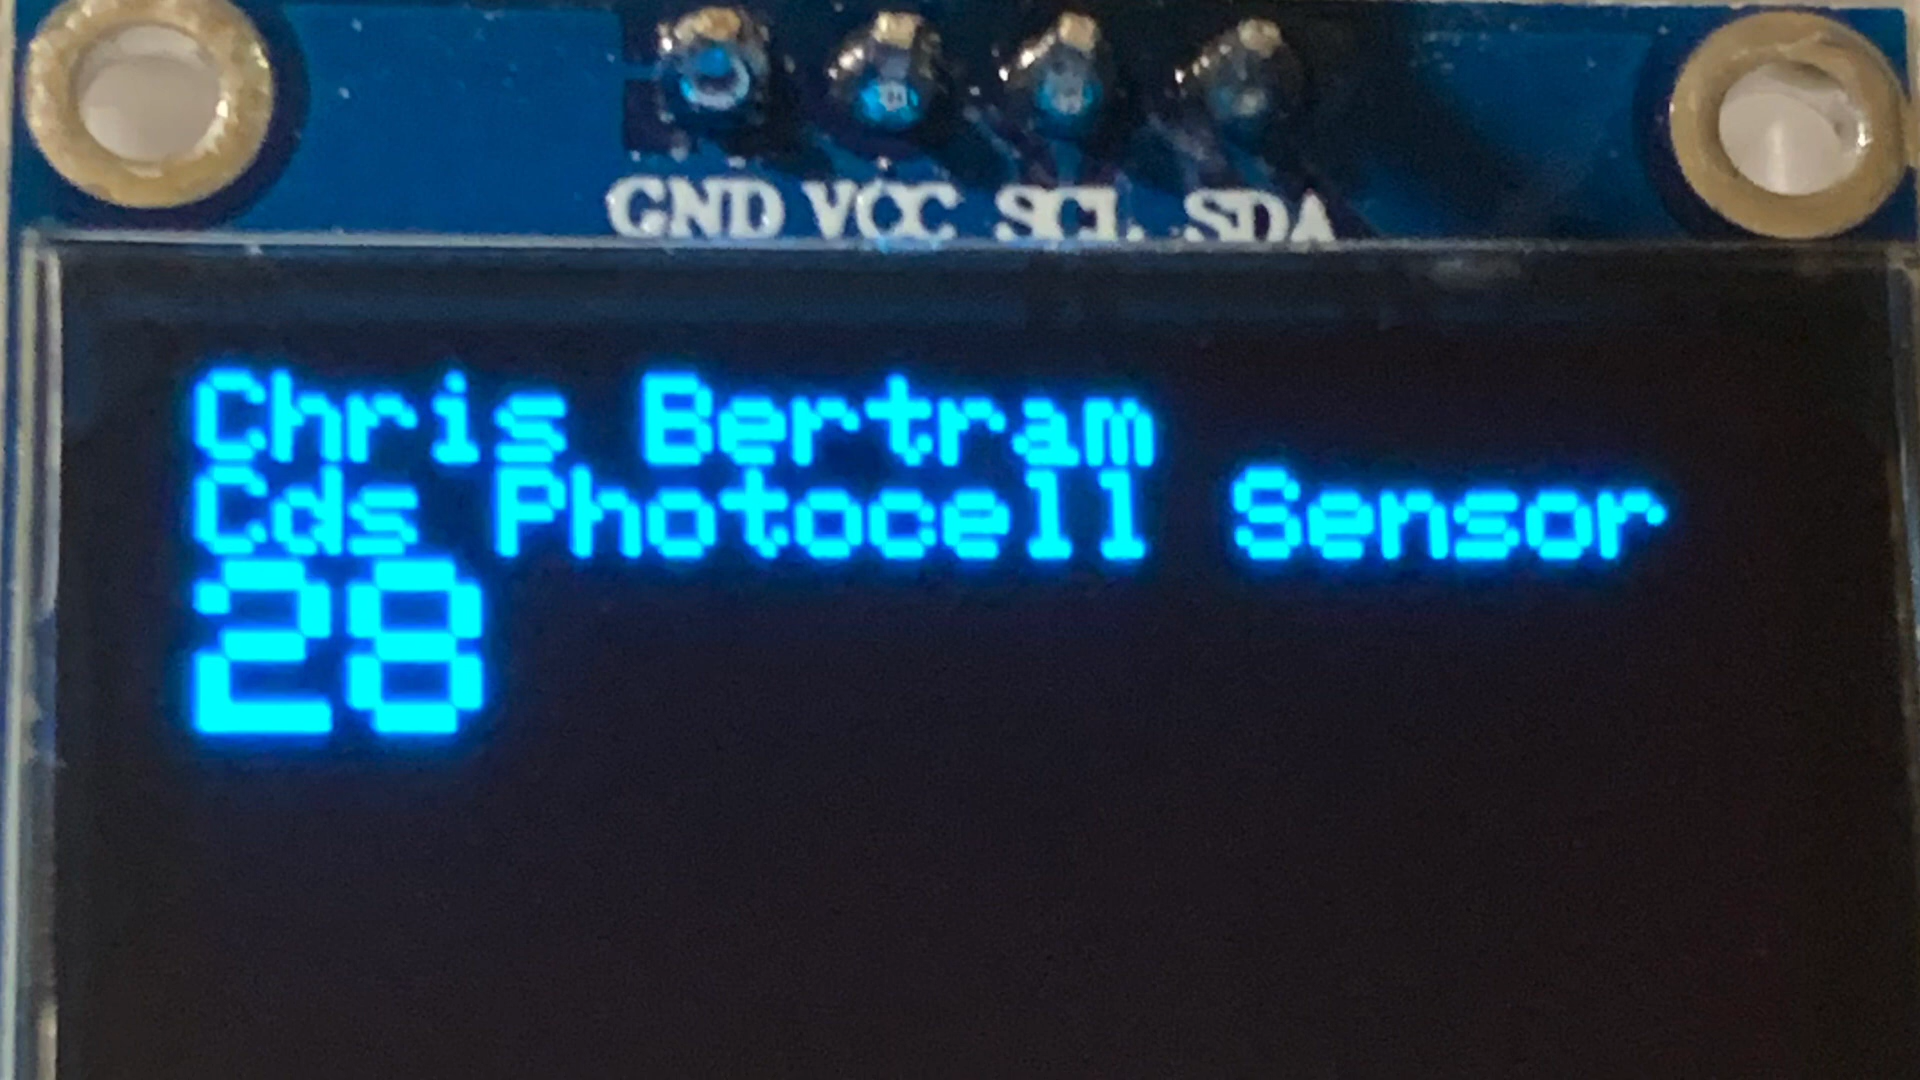 GND VCC SCL SDA
Chris Bertram
Cds Photocell Sensor
28